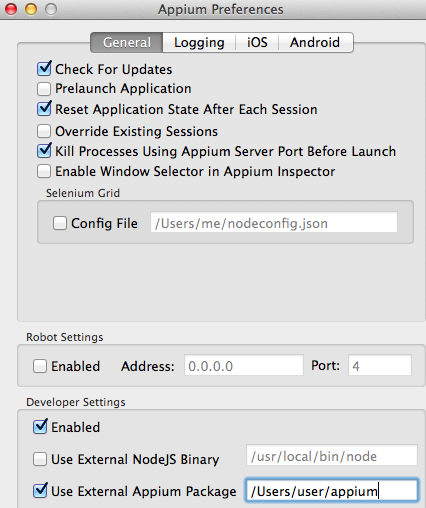 Appium Preferences
General Logging iOS Android
Check For Updates
Prelaunch Application
Reset Application State After Each Session
Override Existing Sessions
Kill Processes Using Appium Server Port Before Launch
Enable Window Selector in Appium Inspector
Selenium Grid
Config File /Users/me/nodeconfig.json
Robot Settings
Enabled Address: 0.0.0.0 Port: 4
Developer Settings
Enabled
Use External NodeJS Binary /usr/local/bin/node
Use External Appium Package /Users/user/appium